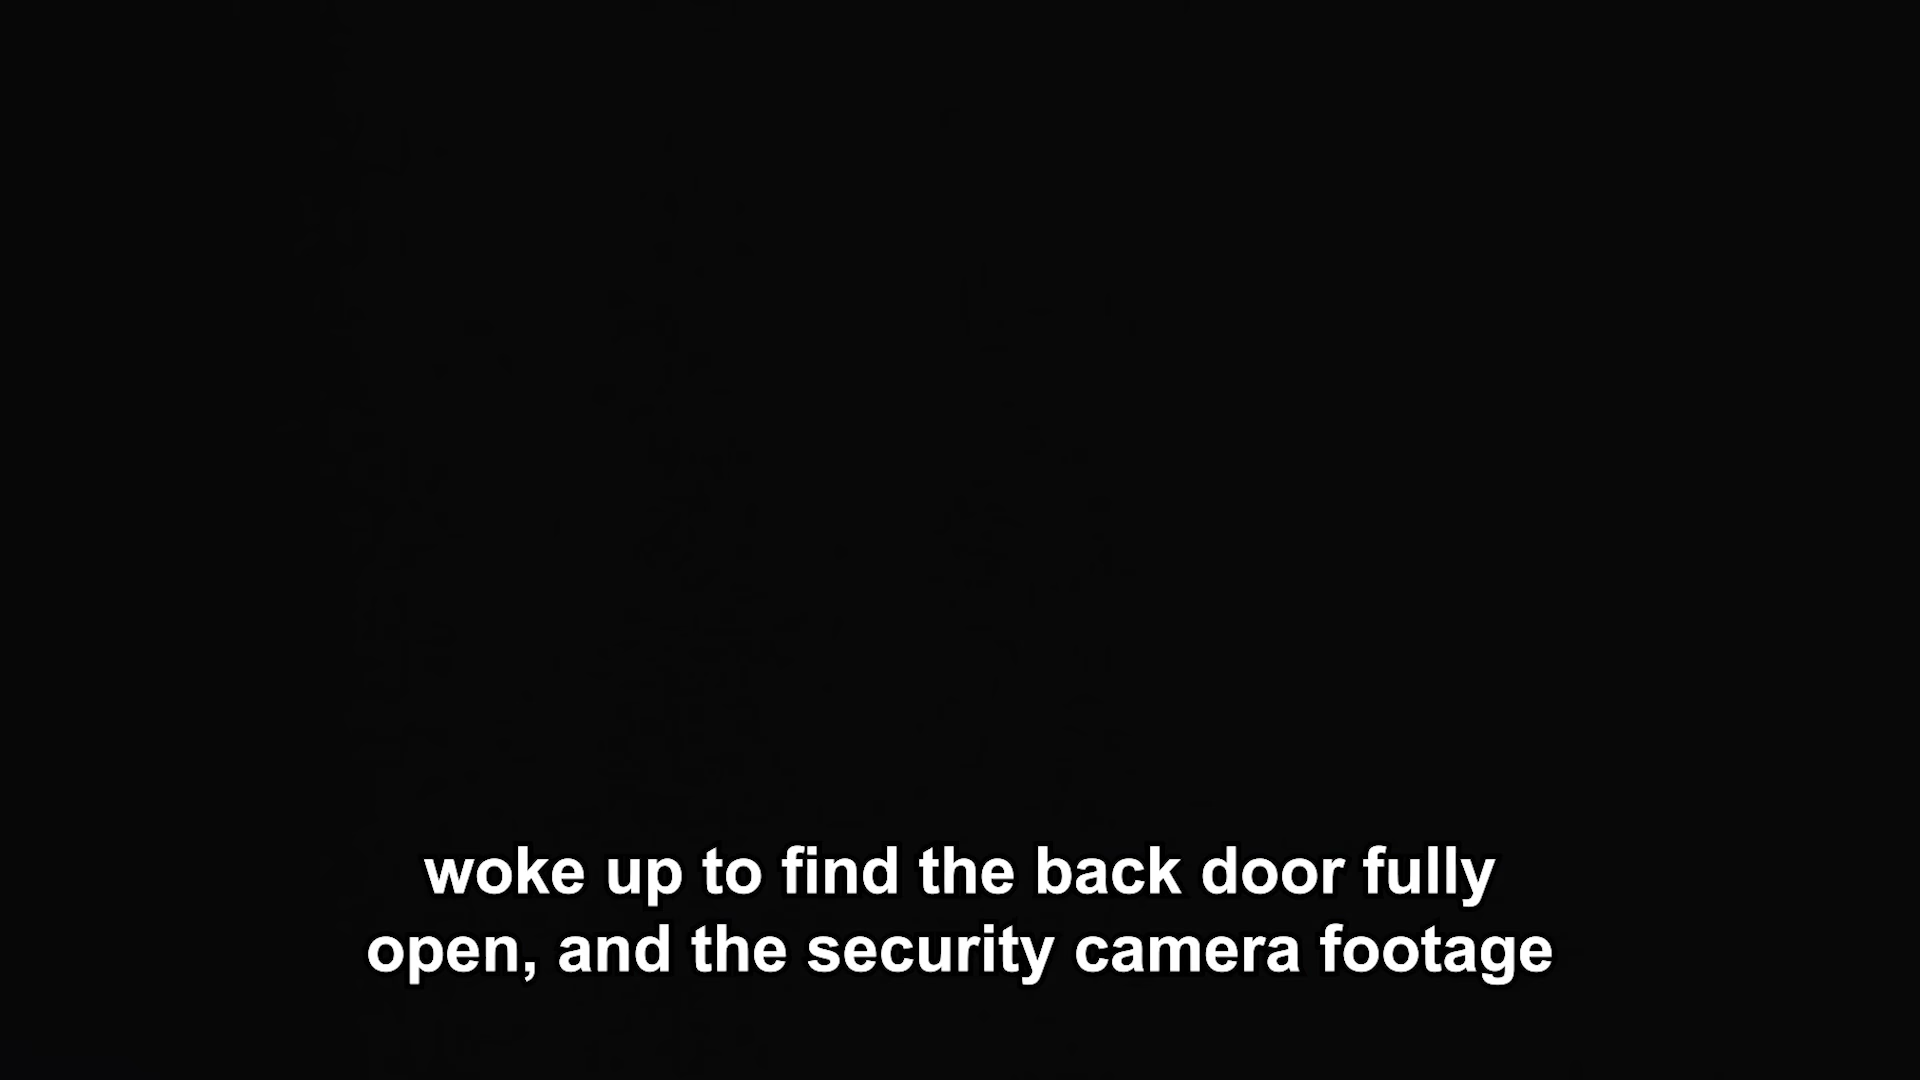 woke up to find the back door fully
open, and the security camera footage